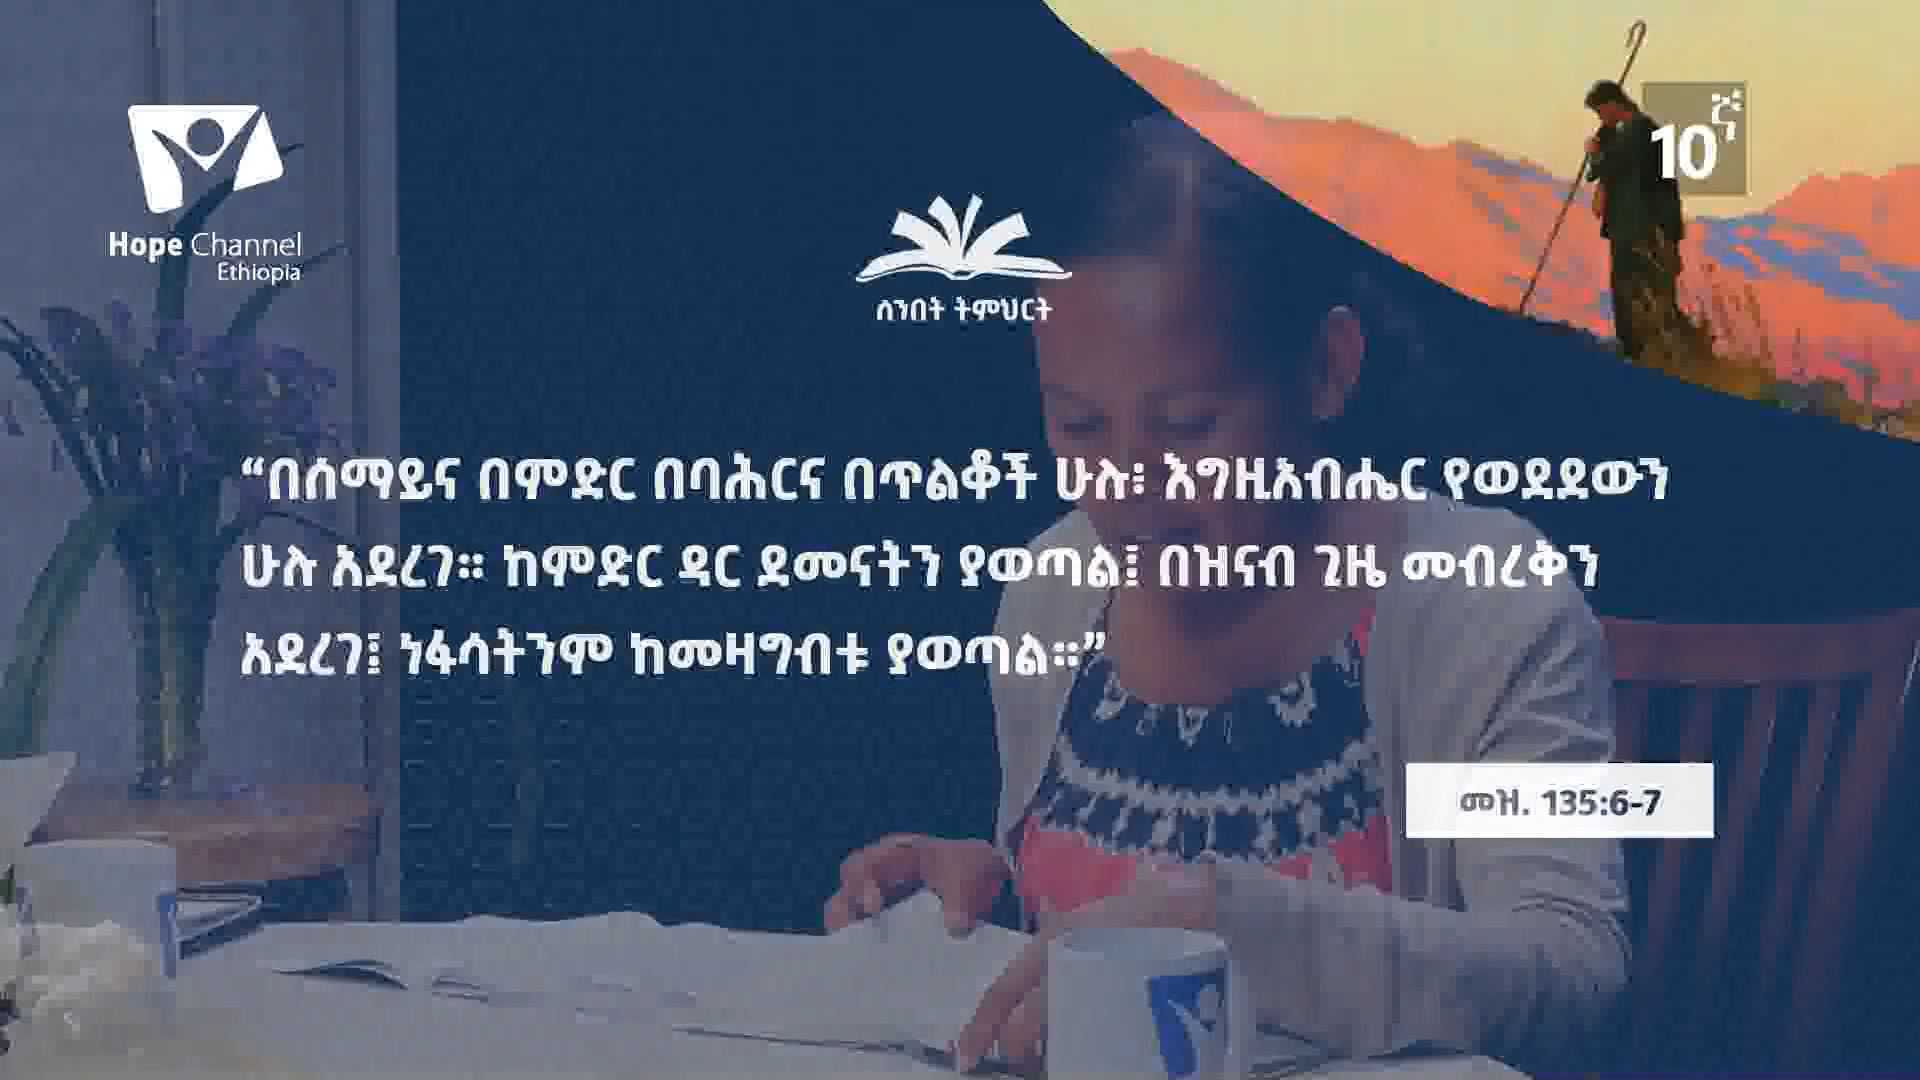 Hope Channel
Ethiopia
10ኛ
ሰንበት ትምህርት
“በሰማይና በምድር በባሕርና በጥልቆች ሁሉ፥ እግዚአብሔር የወደደውን
ሁሉ አደረገ። ከምድር ዳር ደመናትን ያወጣል፤ በዝናብ ጊዜ መብረቅን
አደረገ፤ ነፋሳትንም ከመዛግብቱ ያወጣል።”
መዝ. 135:6-7